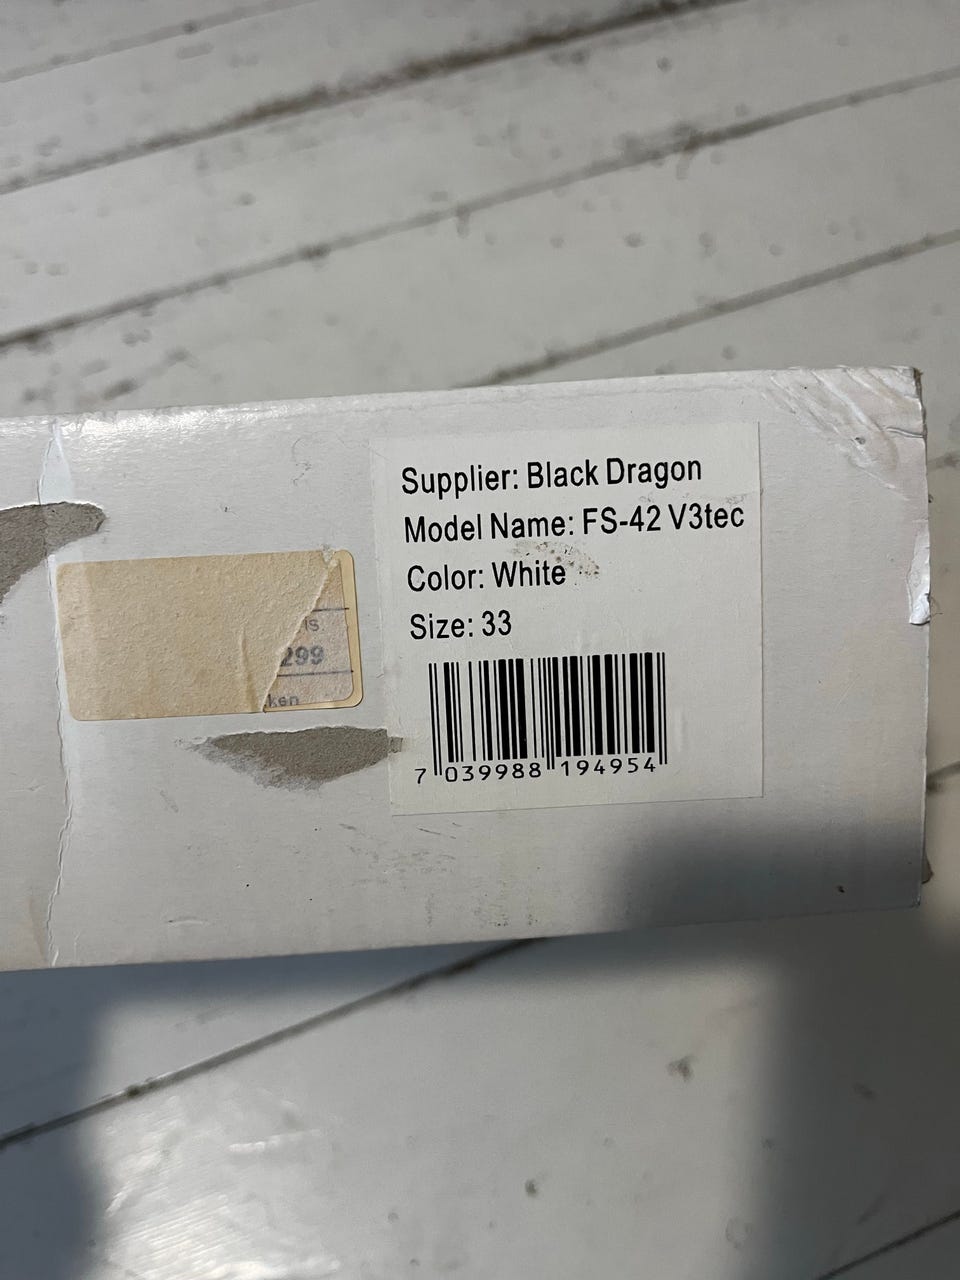 Supplier: Black Dragon
Model Name: FS-42 V3tec
Color: White
Size: 33
7 039988 194954
299